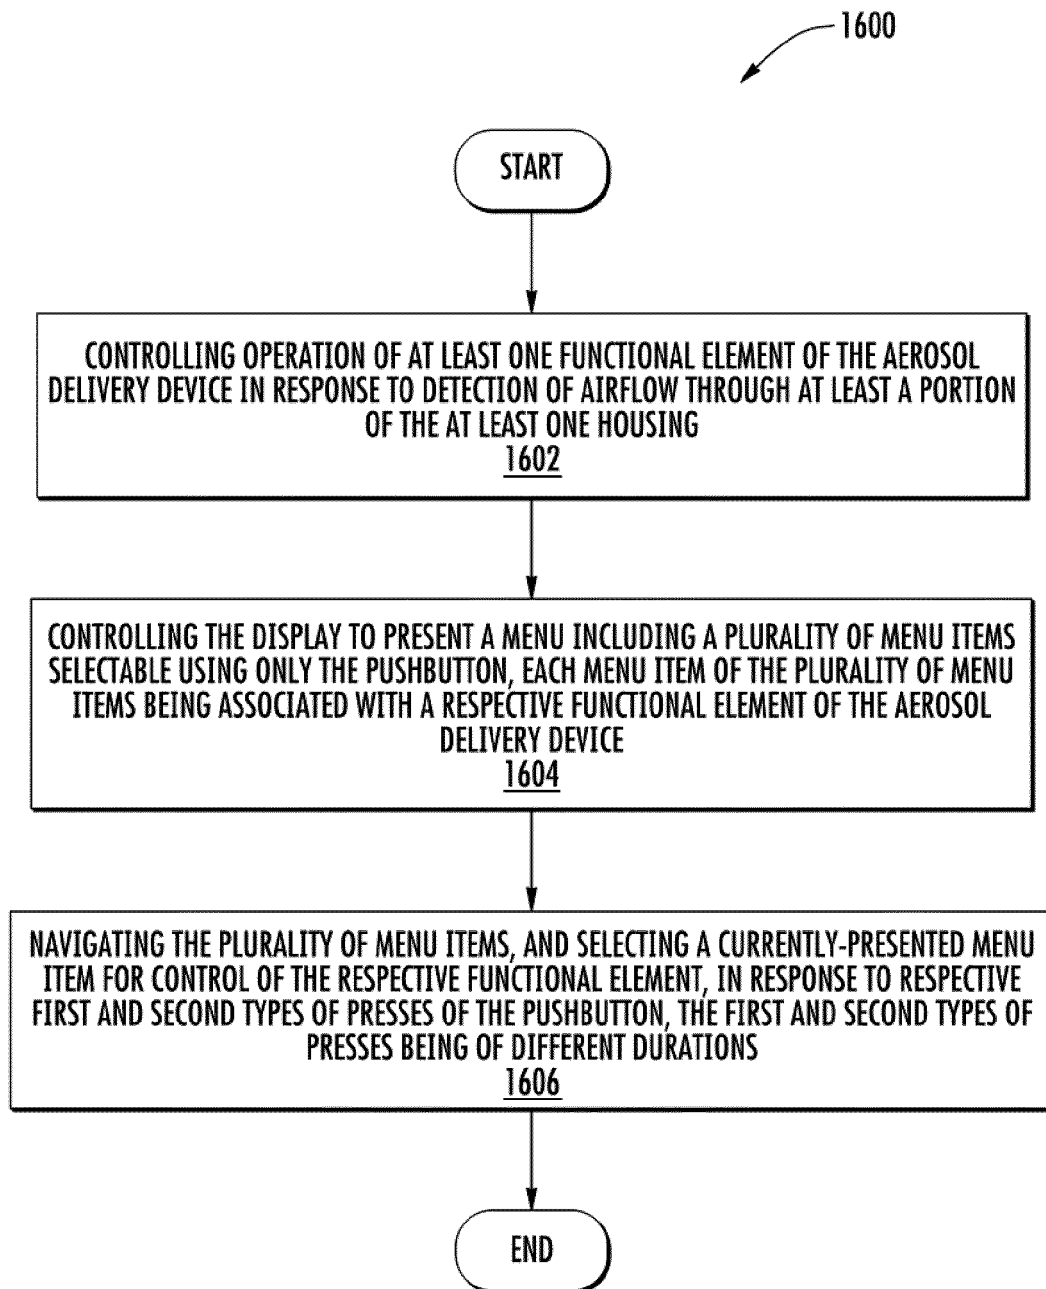 1600
START
CONTROLLING OPERATION OF AT LEAST ONE FUNCTIONAL ELEMENT OF THE AEROSOL
DELIVERY DEVICE IN RESPONSE TO DETECTION OF AIRFLOW THROUGH AT LEAST A PORTION
OF THE AT LEAST ONE HOUSING
1602
CONTROLLING THE DISPLAY TO PRESENT A MENU INCLUDING A PLURALITY OF MENU ITEMS
SELECTABLE USING ONLY THE PUSHBUTTON, EACH MENU ITEM OF THE PLURALITY OF MENU
ITEMS BEING ASSOCIATED WITH A RESPECTIVE FUNCTIONAL ELEMENT OF THE AEROSOL
DELIVERY DEVICE
1604
NAVIGATING THE PLURALITY OF MENU ITEMS, AND SELECTING A CURRENTLY-PRESENTED MENU
ITEM FOR CONTROL OF THE RESPECTIVE FUNCTIONAL ELEMENT, IN RESPONSE TO RESPECTIVE
FIRST AND SECOND TYPES OF PRESSES OF THE PUSHBUTTON, THE FIRST AND SECOND TYPES OF
PRESSES BEING OF DIFFERENT DURATIONS
1606
END